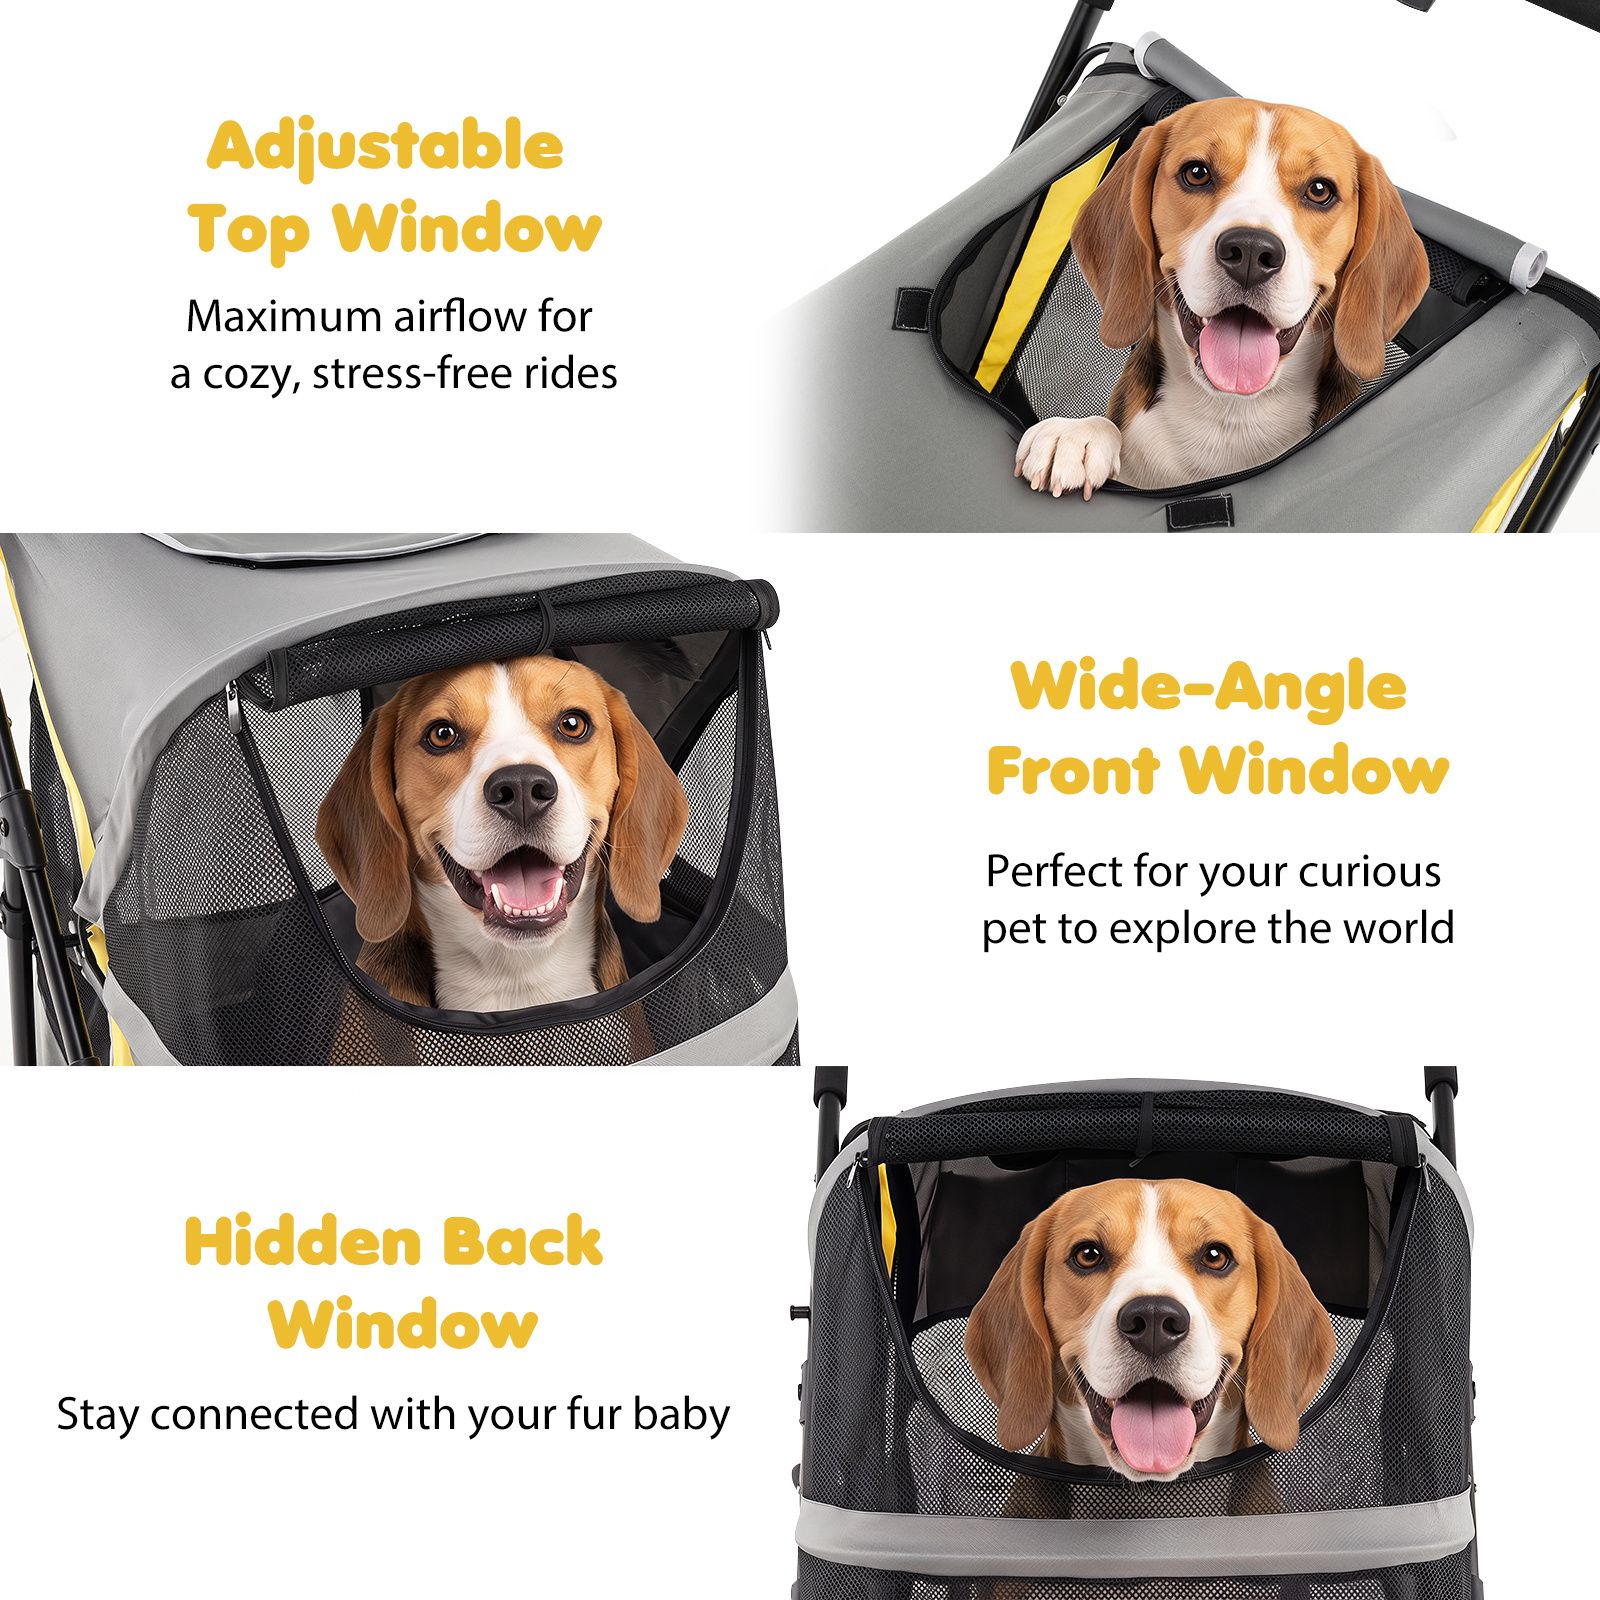 Adjustable
Top Window
Maximum airflow for
a cozy, stress-free rides
Wide-Angle
Front Window
Perfect for your curious
pet to explore the world
Hidden Back
Window
Stay connected with your fur baby